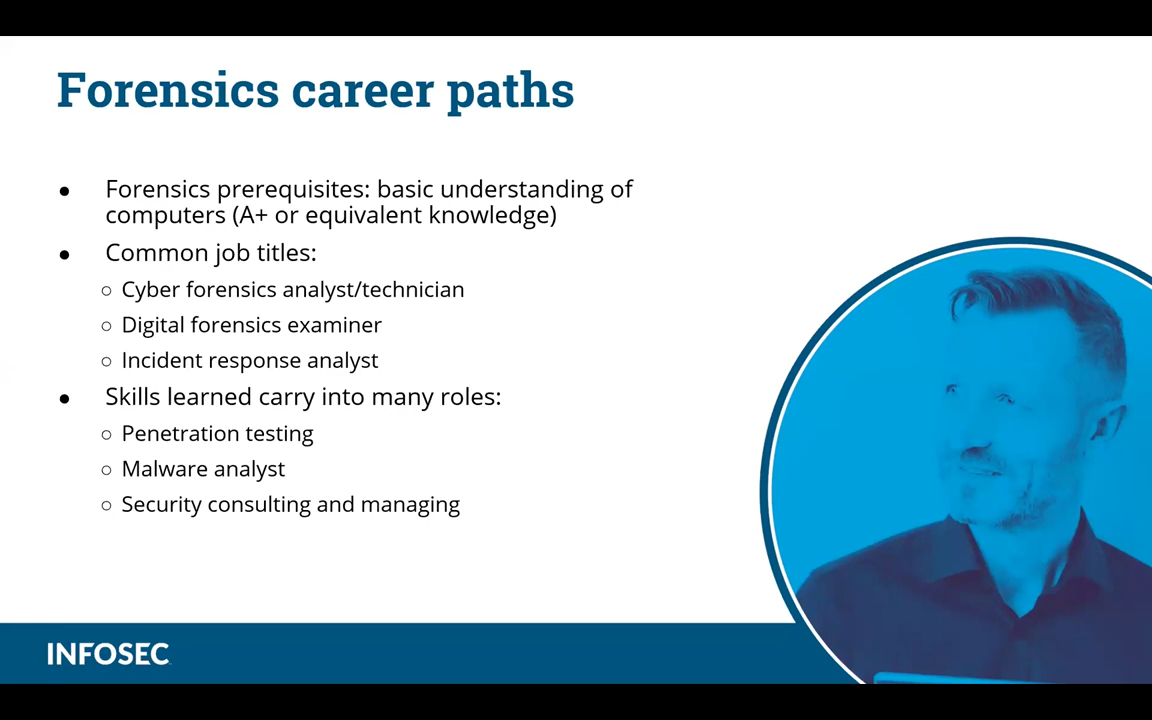 Forensics career paths
● Forensics prerequisites: basic understanding of
computers (A+ or equivalent knowledge)
● Common job titles:
○ Cyber forensics analyst/technician
○ Digital forensics examiner
○ Incident response analyst
● Skills learned carry into many roles:
○ Penetration testing
○ Malware analyst
○ Security consulting and managing
INFOSEC